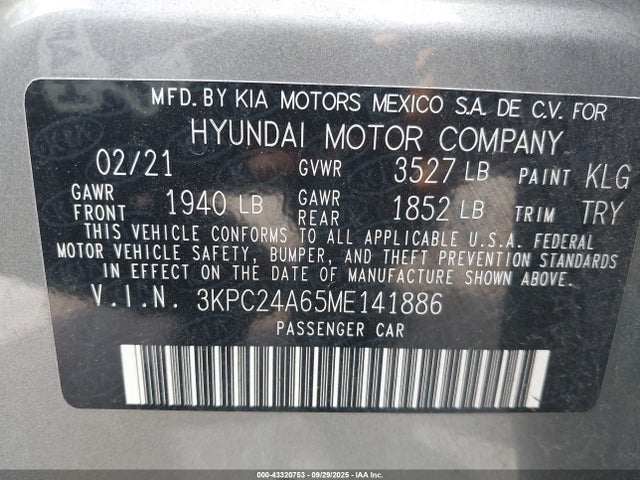 MFD. BY KIA MOTORS MEXICO S.A. DE C.V. FOR
HYUNDAI MOTOR COMPANY
02/21 GVWR 3527 LB PAINT KLG
GAWR FRONT 1940 LB GAWR REAR 1852 LB TRIM TRY
THIS VEHICLE CONFORMS TO ALL APPLICABLE U.S.A. FEDERAL
MOTOR VEHICLE SAFETY, BUMPER, AND THEFT PREVENTION STANDARDS
IN EFFECT ON THE DATE OF MANUFACTURE SHOWN ABOVE.
V.I.N. 3KPC24A65ME141886
PASSENGER CAR
000-43320753 - 09/29/2025 - IAA Inc.